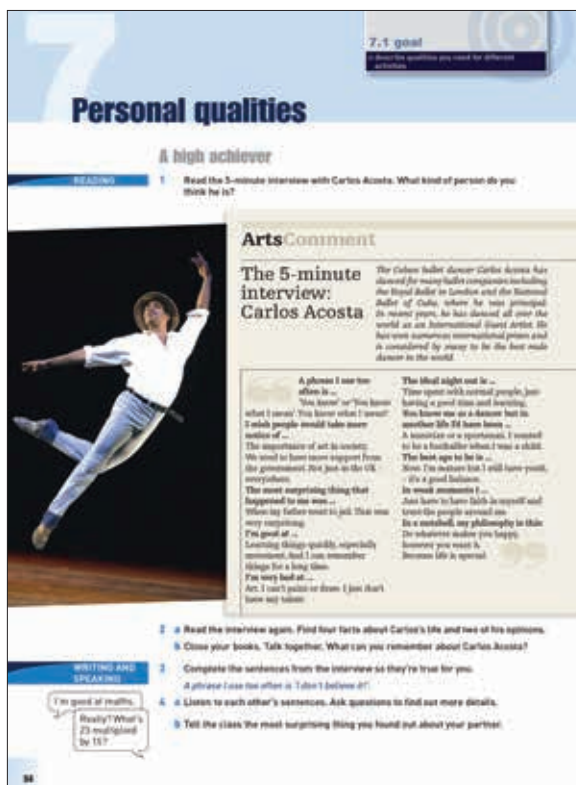 7
7.1 goal
describe qualities you need for different
activities
Personal qualities
A high achiever
READING
1 Read the 5-minute interview with Carlos Acosta. What kind of person do you
think he is?
ArtsComment
The 5-minute
interview:
Carlos Acosta
The Cuban ballet dancer Carlos Acosta has
danced for many ballet companies including
the Royal Ballet in London and the National
Ballet of Cuba, where he was principal.
In recent years, he has danced all over the
world as an International Guest Artist. He
has won numerous international prizes and
is considered by many to be the best male
dancer in the world.
A phrase I use too
often is ...
'You know' or 'You know
what I mean'. You know what I mean?
I wish people would take more
notice of ...
The importance of art in society.
We need to have more support from
the government. Not just in the UK -
everywhere.
The most surprising thing that
happened to me was ...
When my father went to jail. That was
very surprising.
I'm good at ...
Learning things quickly, especially
movement. And I can remember
things for a long time.
I'm very bad at ...
Art. I can't paint or draw. I just don't
have any talent.
The ideal night out is ...
Time spent with normal people, just
having a good time and learning.
You know me as a dancer but in
another life I'd have been ...
A musician or a sportsman. I wanted
to be a footballer when I was a child.
The best age to be is ...
Now. I'm mature but I still have youth,
- it's a good balance.
In weak moments I ...
Just have to have faith in myself and
trust the people around me.
In a nutshell, my philosophy is this:
Do whatever makes you happy,
however you want it.
Because life is special.
2 a Read the interview again. Find four facts about Carlos's life and two of his opinions.
b Close your books. Talk together. What can you remember about Carlos Acosta?
WRITING AND
SPEAKING
3 Complete the sentences from the interview so they're true for you.
A phrase I use too often is 'I don't believe it!'.
4 a Listen to each other's sentences. Ask questions to find out more details.
I'm good at maths.
Really? What's
23 multiplied
by 15?
b Tell the class the most surprising thing you found out about your partner.